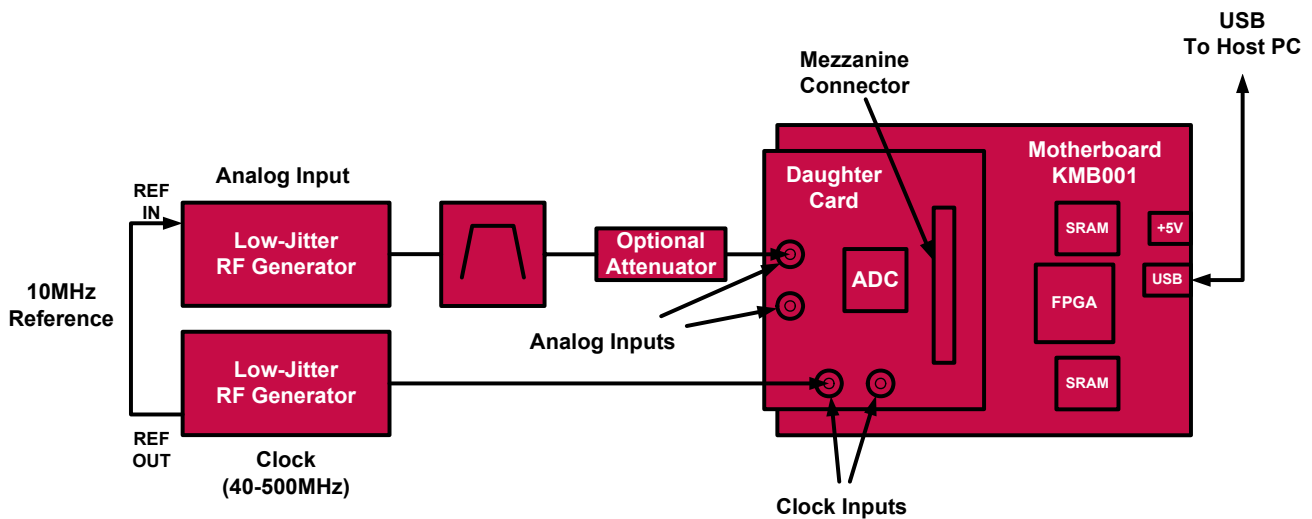 USB
To Host PC
Mezzanine
Connector
Analog Input
REF
IN
Low-Jitter
RF Generator
Optional
Attenuator
Daughter
Card
Motherboard
KMB001
SRAM
+5V
ADC
USB
FPGA
10MHz
Reference
Analog Inputs
Low-Jitter
RF Generator
SRAM
REF
OUT
Clock
(40-500MHz)
Clock Inputs